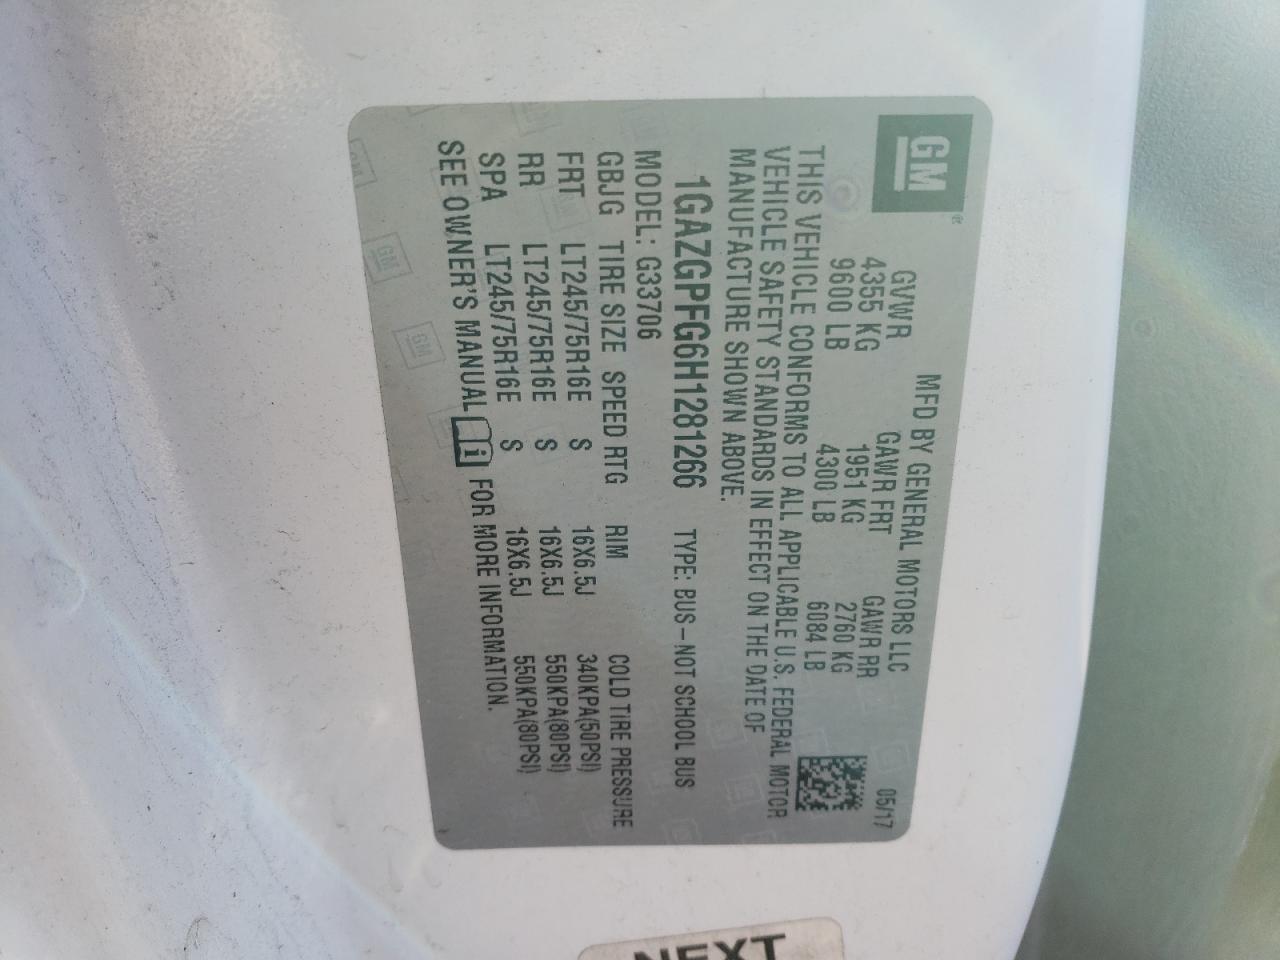 GM
MFD BY GENERAL MOTORS LLC 05/17
GVWR GAWR FRT GAWR RR
4355 KG 1951 KG 2760 KG
9600 LB 4300 LB 6084 LB
THIS VEHICLE CONFORMS TO ALL APPLICABLE U.S. FEDERAL MOTOR
VEHICLE SAFETY STANDARDS IN EFFECT ON THE DATE OF
MANUFACTURE SHOWN ABOVE.
1GAZGPFG6H1281266 TYPE: BUS-NOT SCHOOL BUS
MODEL: G33706
GBJG TIRE SIZE SPEED RTG RIM COLD TIRE PRESSURE
FRT LT245/75R16E S 16X6.5J 340KPA(50PSI)
RR LT245/75R16E S 16X6.5J 550KPA(80PSI)
SPA LT245/75R16E S 16X6.5J 550KPA(80PSI)
SEE OWNER'S MANUAL i FOR MORE INFORMATION.
NEXT